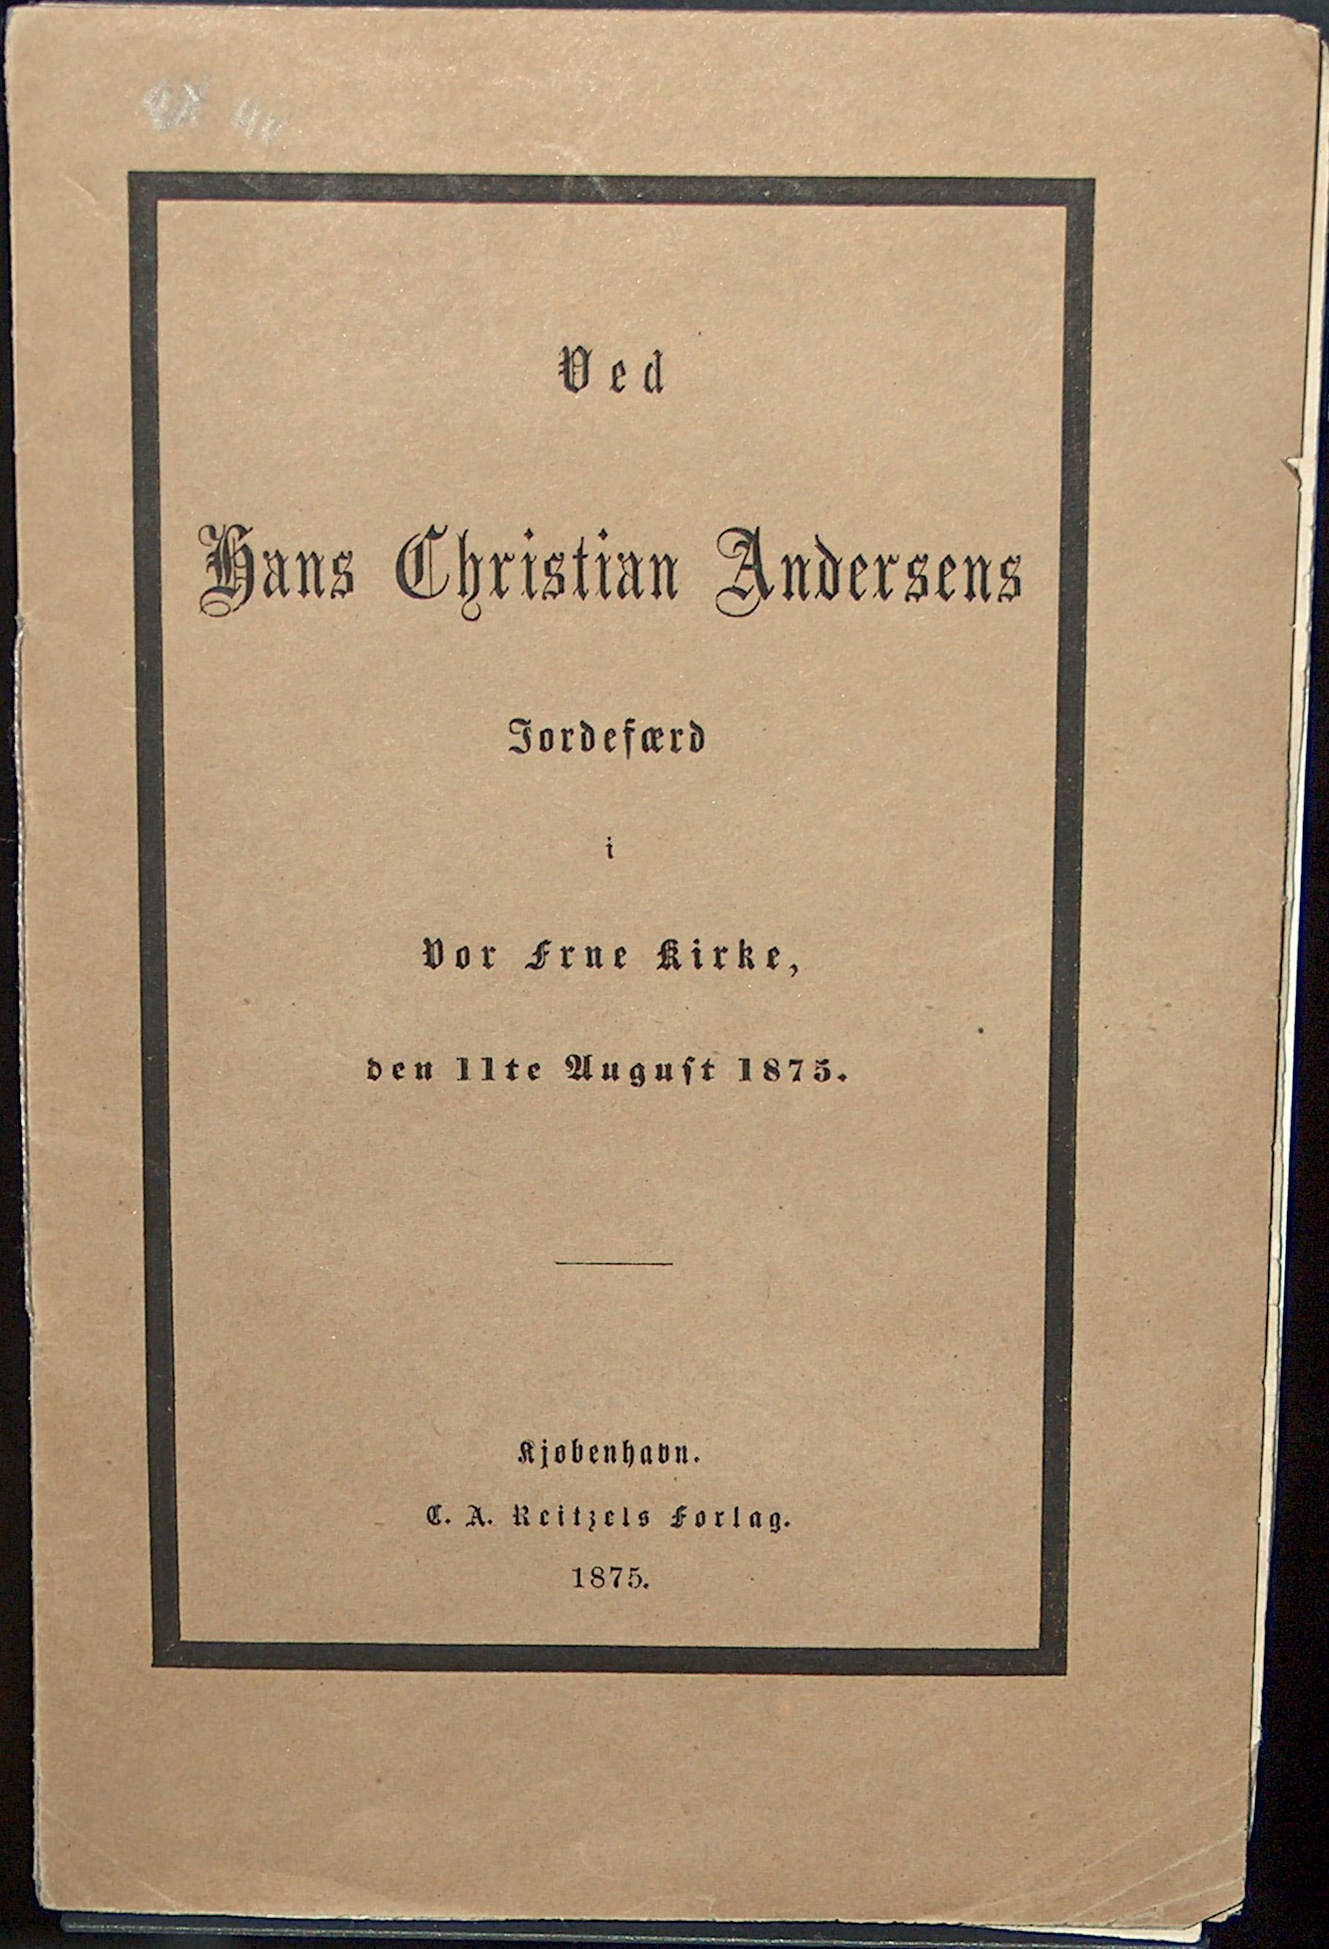 Ved
Hans Christian Andersens
Jordefærd
i
Vor Frue Kirke,
den 11te August 1875.
Kjøbenhavn.
C. A. Reitzels Forlag.
1875.